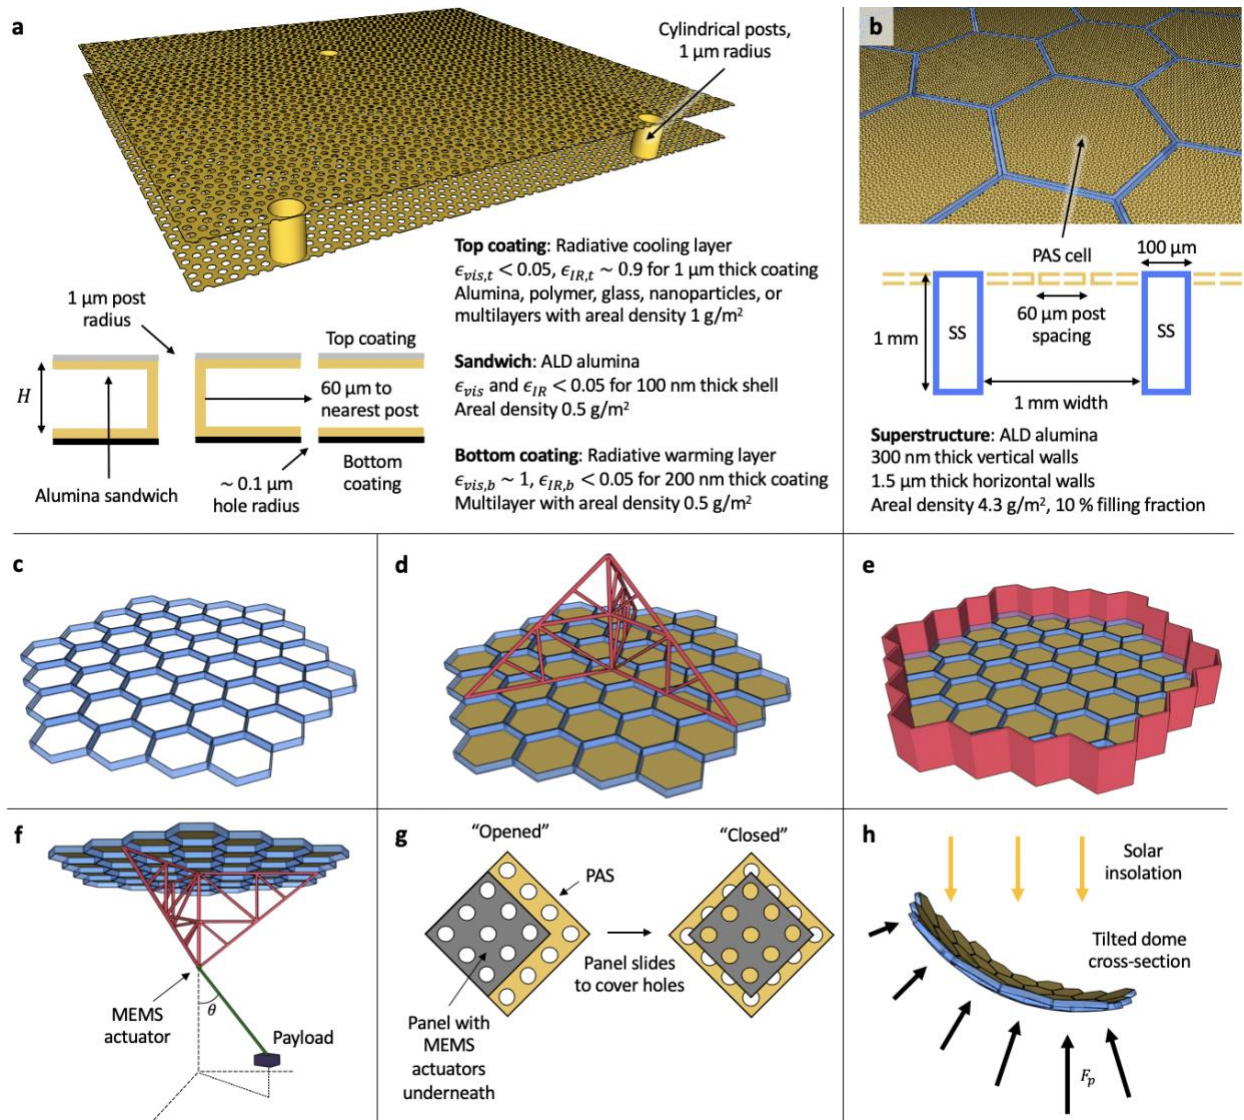 a
Cylindrical posts,
1 μm radius
Top coating: Radiative cooling layer
ϵvis,t < 0.05, ϵIR,t ~ 0.9 for 1 μm thick coating
Alumina, polymer, glass, nanoparticles, or
multilayers with areal density 1 g/m²
1 μm post
radius
Top coating
H
60 μm to
nearest post
Alumina sandwich
~ 0.1 μm
hole radius
Bottom
coating
Sandwich: ALD alumina
ϵvis and ϵIR < 0.05 for 100 nm thick shell
Areal density 0.5 g/m²
Bottom coating: Radiative warming layer
ϵvis,b ~ 1, ϵIR,b < 0.05 for 200 nm thick coating
Multilayer with areal density 0.5 g/m²
b
PAS cell
100 μm
1 mm
SS
60 μm post
spacing
SS
1 mm width
Superstructure: ALD alumina
300 nm thick vertical walls
1.5 μm thick horizontal walls
Areal density 4.3 g/m², 10 % filling fraction
c
d
e
f
MEMS
actuator
θ
Payload
g
"Opened"
"Closed"
PAS
Panel slides
to cover holes
Panel with
MEMS
actuators
underneath
h
Solar
insolation
Tilted dome
cross-section
Fp